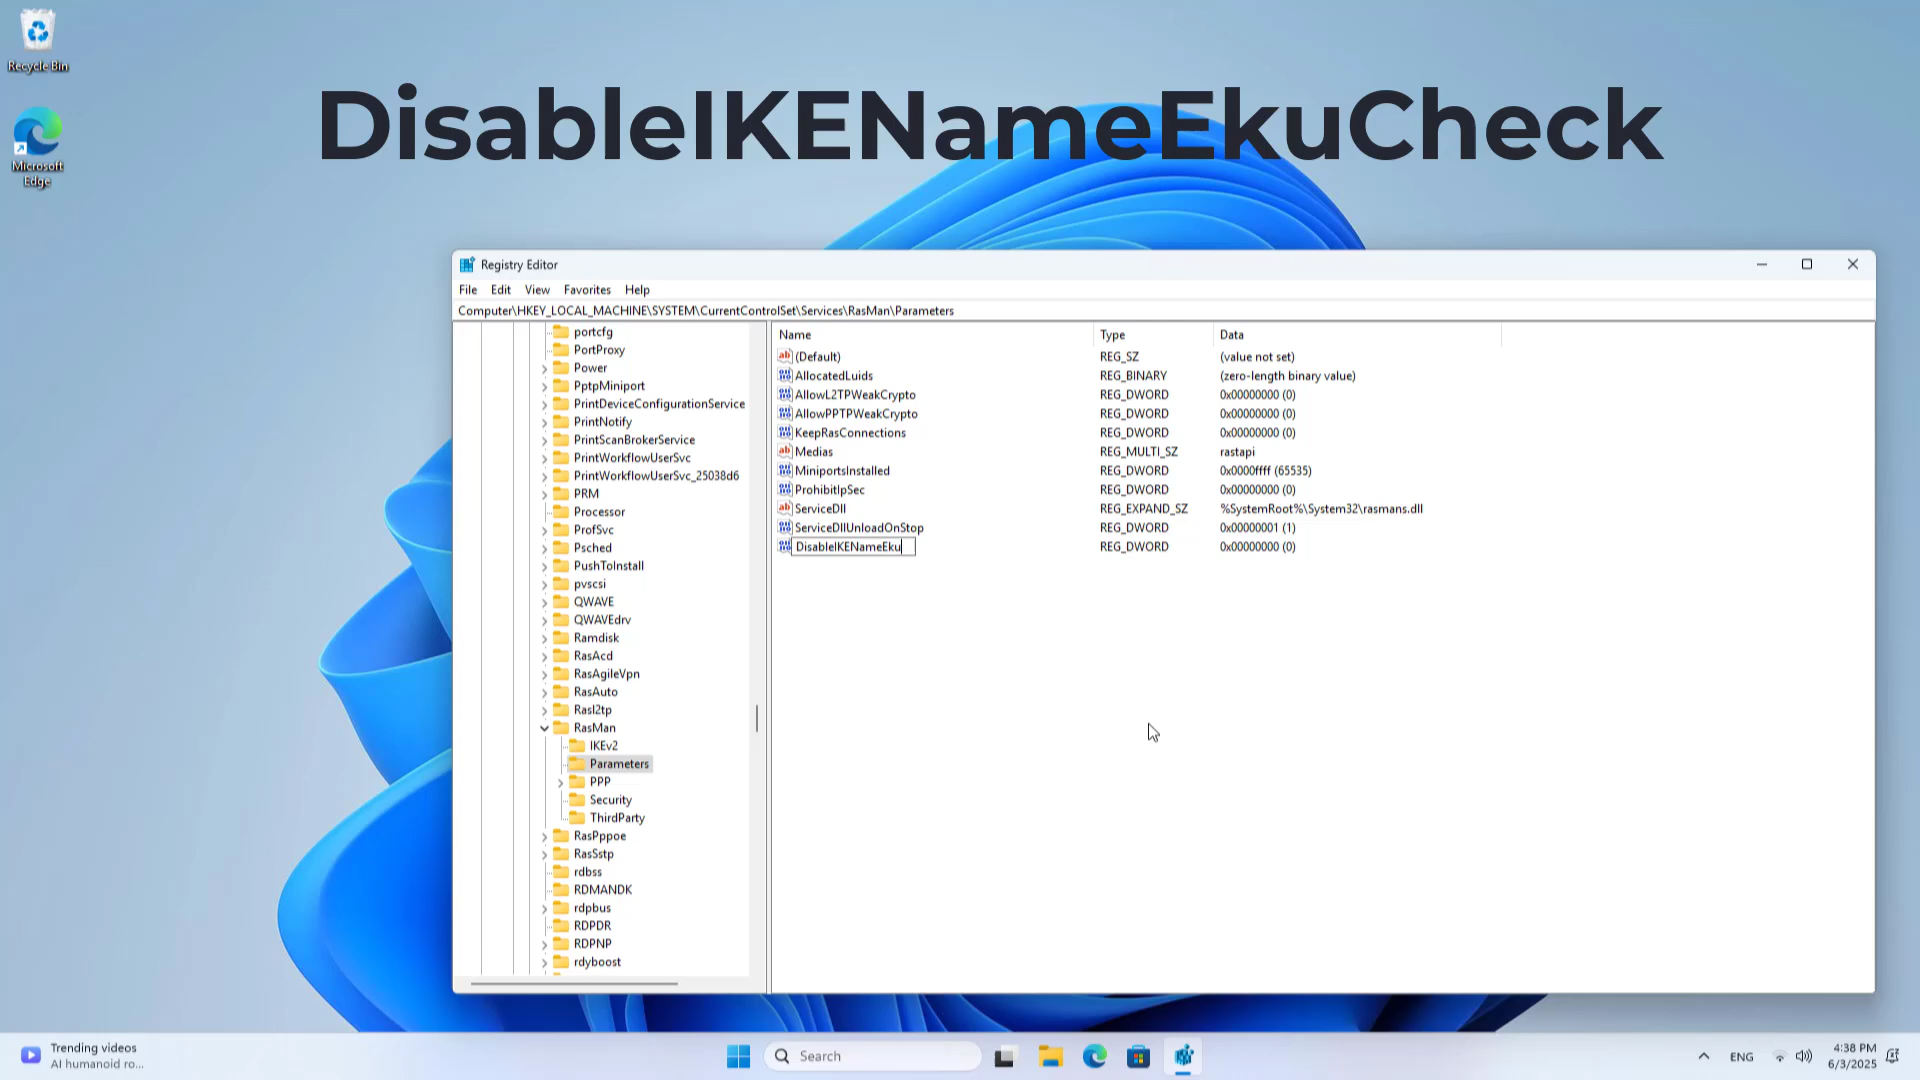 Recycle Bin
Microsoft
Edge
DisableIKENameEkuCheck
Registry Editor
File Edit View Favorites Help
Computer\HKEY_LOCAL_MACHINE\SYSTEM\CurrentControlSet\Services\RasMan\Parameters
portcfg
PortProxy
Power
PptpMiniport
PrintDeviceConfigurationService
PrintNotify
PrintScanBrokerService
PrintWorkflowUserSvc
PrintWorkflowUserSvc_25038d6
PRM
Processor
ProfSvc
Psched
PushToInstall
pvscsi
QWAVE
QWAVEdrv
Ramdisk
RasAcd
RasAgileVpn
RasAuto
Rasl2tp
RasMan
IKEv2
Parameters
PPP
Security
ThirdParty
RasPppoe
RasSstp
rdbss
RDMANDK
rdpbus
RDPDR
RDPNP
rdyboost
Name Type Data
(Default) REG_SZ (value not set)
AllocatedLuids REG_BINARY (zero-length binary value)
AllowL2TPWeakCrypto REG_DWORD 0x00000000 (0)
AllowPPTPWeakCrypto REG_DWORD 0x00000000 (0)
KeepRasConnections REG_DWORD 0x00000000 (0)
Medias REG_MULTI_SZ rastapi
MiniportsInstalled REG_DWORD 0x0000ffff (65535)
ProhibitIpSec REG_DWORD 0x00000000 (0)
ServiceDll REG_EXPAND_SZ %SystemRoot%\System32\rasmans.dll
ServiceDllUnloadOnStop REG_DWORD 0x00000001 (1)
DisableIKENameEku REG_DWORD 0x00000000 (0)
Trending videos
AI humanoid ro...
Search
ENG
4:38 PM
6/3/2025